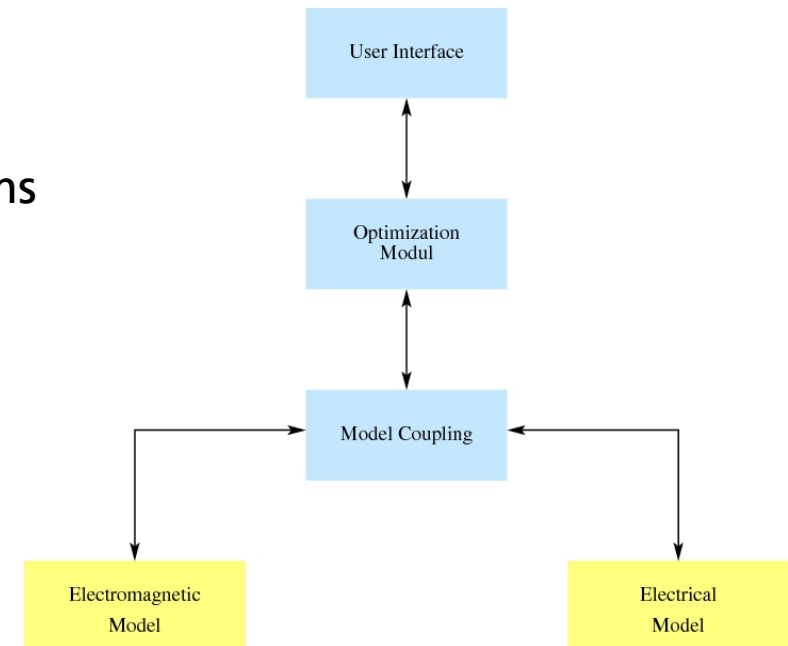 User Interface
ns
Optimization
Modul
Model Coupling
Electromagnetic
Model
Electrical
Model